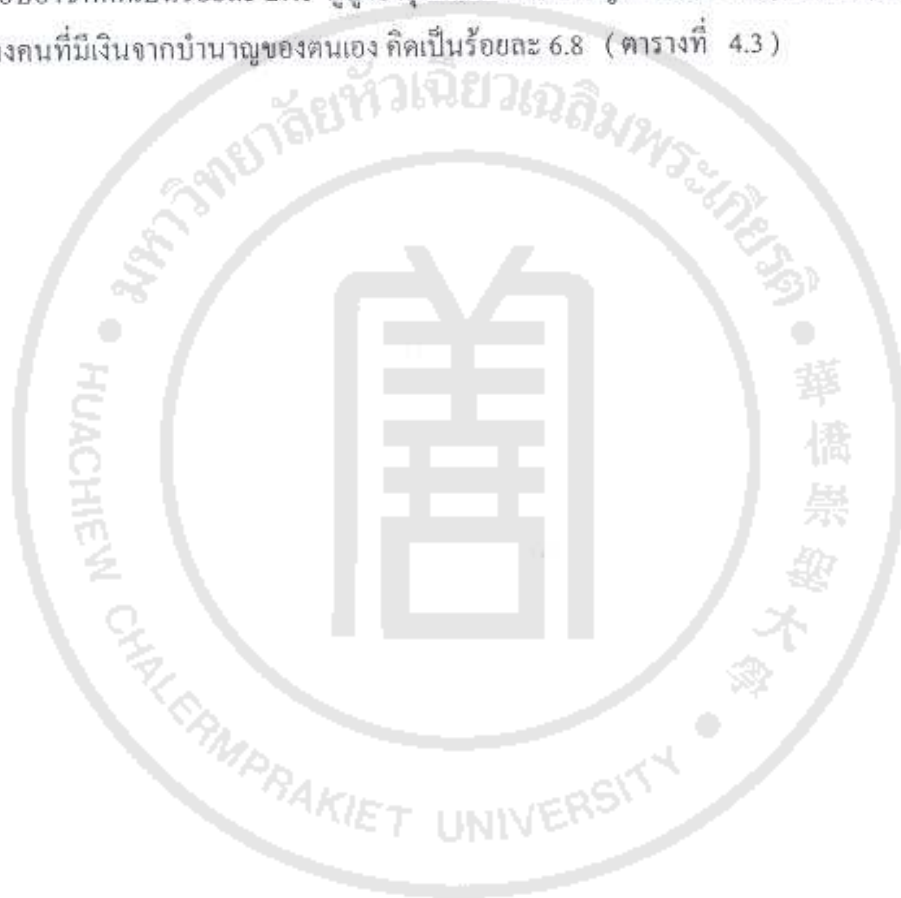 งคนที่มีเงินจากบำนาญของตนเอง คิดเป็นร้อยละ 6.8 ( ตารางที่ 4.3 )
มหาวิทยาลัยหัวเฉียวเฉลิมพระเกียรติ
華僑崇聖大學
HUACHIEW CHALERMPRAKIET UNIVERSITY